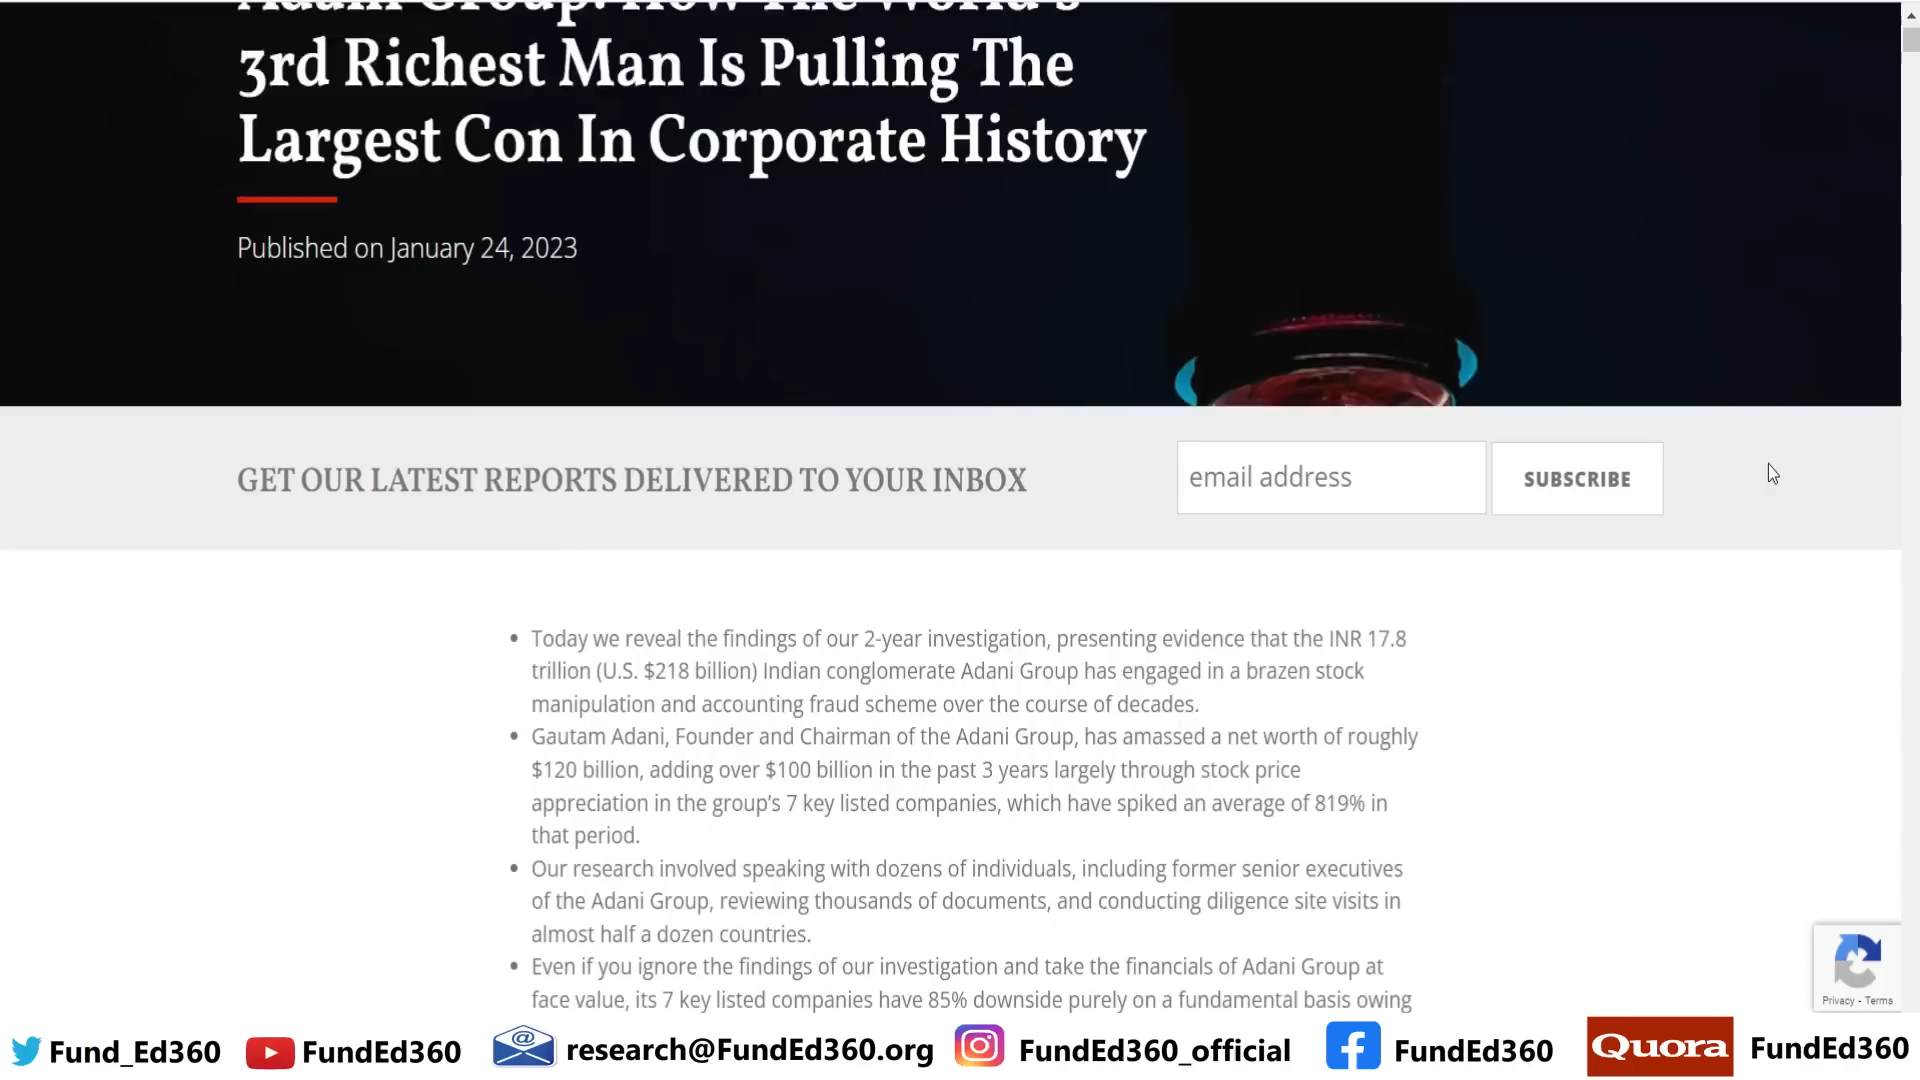 Adani Group: How The World's
3rd Richest Man Is Pulling The
Largest Con In Corporate History
Published on January 24, 2023
GET OUR LATEST REPORTS DELIVERED TO YOUR INBOX
email address
SUBSCRIBE
• Today we reveal the findings of our 2-year investigation, presenting evidence that the INR 17.8
trillion (U.S. $218 billion) Indian conglomerate Adani Group has engaged in a brazen stock
manipulation and accounting fraud scheme over the course of decades.
• Gautam Adani, Founder and Chairman of the Adani Group, has amassed a net worth of roughly
$120 billion, adding over $100 billion in the past 3 years largely through stock price
appreciation in the group’s 7 key listed companies, which have spiked an average of 819% in
that period.
• Our research involved speaking with dozens of individuals, including former senior executives
of the Adani Group, reviewing thousands of documents, and conducting diligence site visits in
almost half a dozen countries.
• Even if you ignore the findings of our investigation and take the financials of Adani Group at
face value, its 7 key listed companies have 85% downside purely on a fundamental basis owing
Privacy - Terms
Fund_Ed360
FundEd360
@
research@FundEd360.org
FundEd360_official
FundEd360
Quora
FundEd360